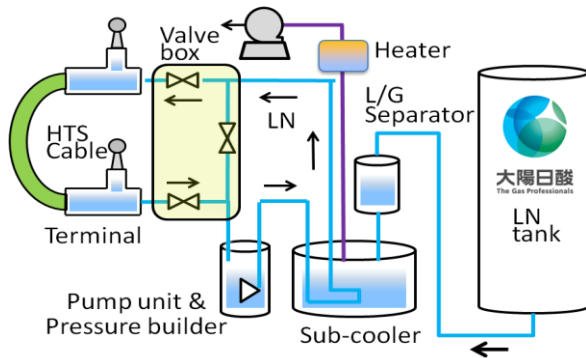 Valve
box
Heater
L/G
Separator
HTS
Cable
LN
大陽日酸
The Gas Professionals
LN
tank
Terminal
Pump unit &
Pressure builder
Sub-cooler